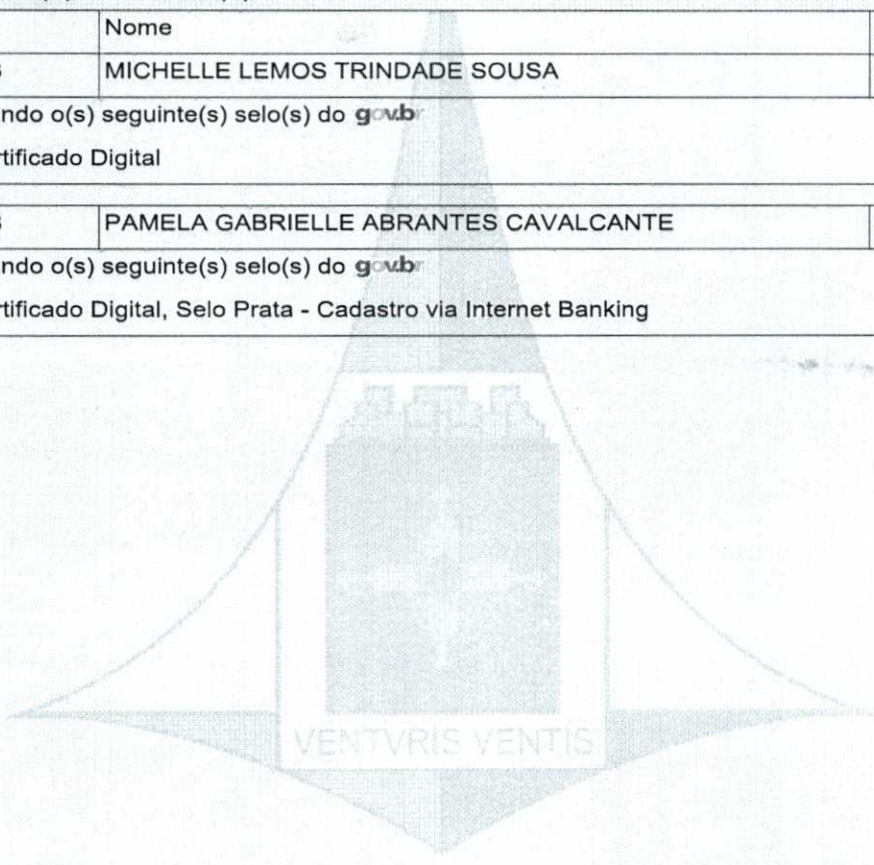 Nome
MICHELLE LEMOS TRINDADE SOUSA
ndo o(s) seguinte(s) selo(s) do gov.br
rtificado Digital
PAMELA GABRIELLE ABRANTES CAVALCANTE
ndo o(s) seguinte(s) selo(s) do gov.br
rtificado Digital, Selo Prata - Cadastro via Internet Banking
VENTVRIS VENTIS